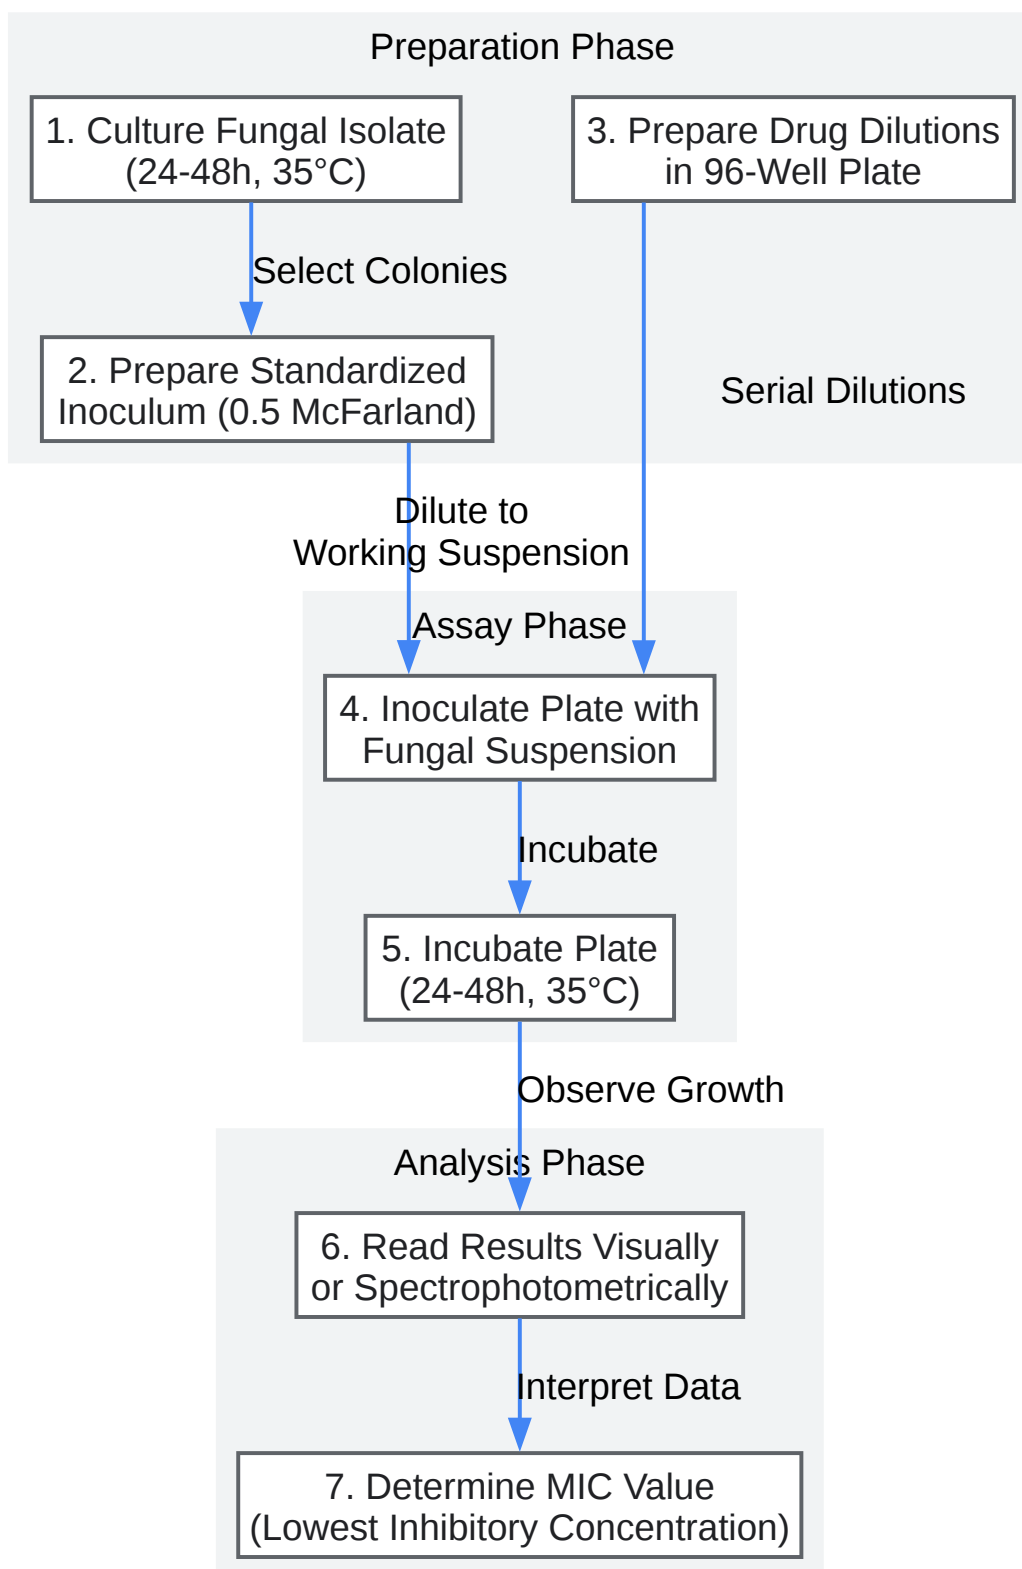 Preparation Phase
1. Culture Fungal Isolate
(24-48h, 35°C)
3. Prepare Drug Dilutions
in 96-Well Plate
Select Colonies
2. Prepare Standardized
Inoculum (0.5 McFarland)
Serial Dilutions
Dilute to
Working Suspension
Assay Phase
4. Inoculate Plate with
Fungal Suspension
Incubate
5. Incubate Plate
(24-48h, 35°C)
Observe Growth
Analysis Phase
6. Read Results Visually
or Spectrophotometrically
Interpret Data
7. Determine MIC Value
(Lowest Inhibitory Concentration)